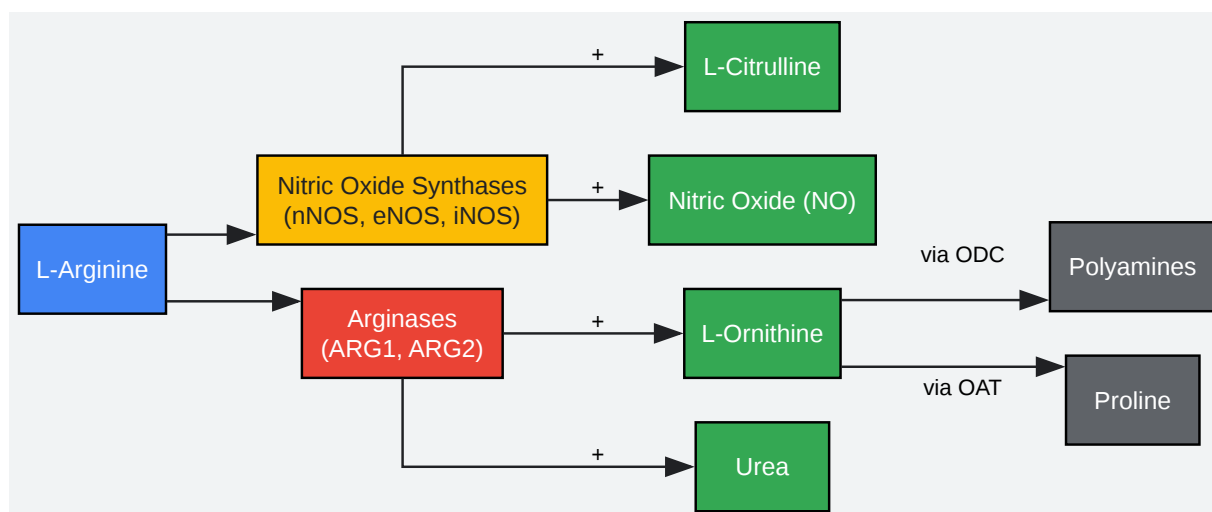 +
L-Citrulline
Nitric Oxide Synthases
(nNOS, eNOS, iNOS)
+
Nitric Oxide (NO)
L-Arginine
via ODC
Polyamines
Arginases
(ARG1, ARG2)
+
L-Ornithine
via OAT
Proline
+
Urea